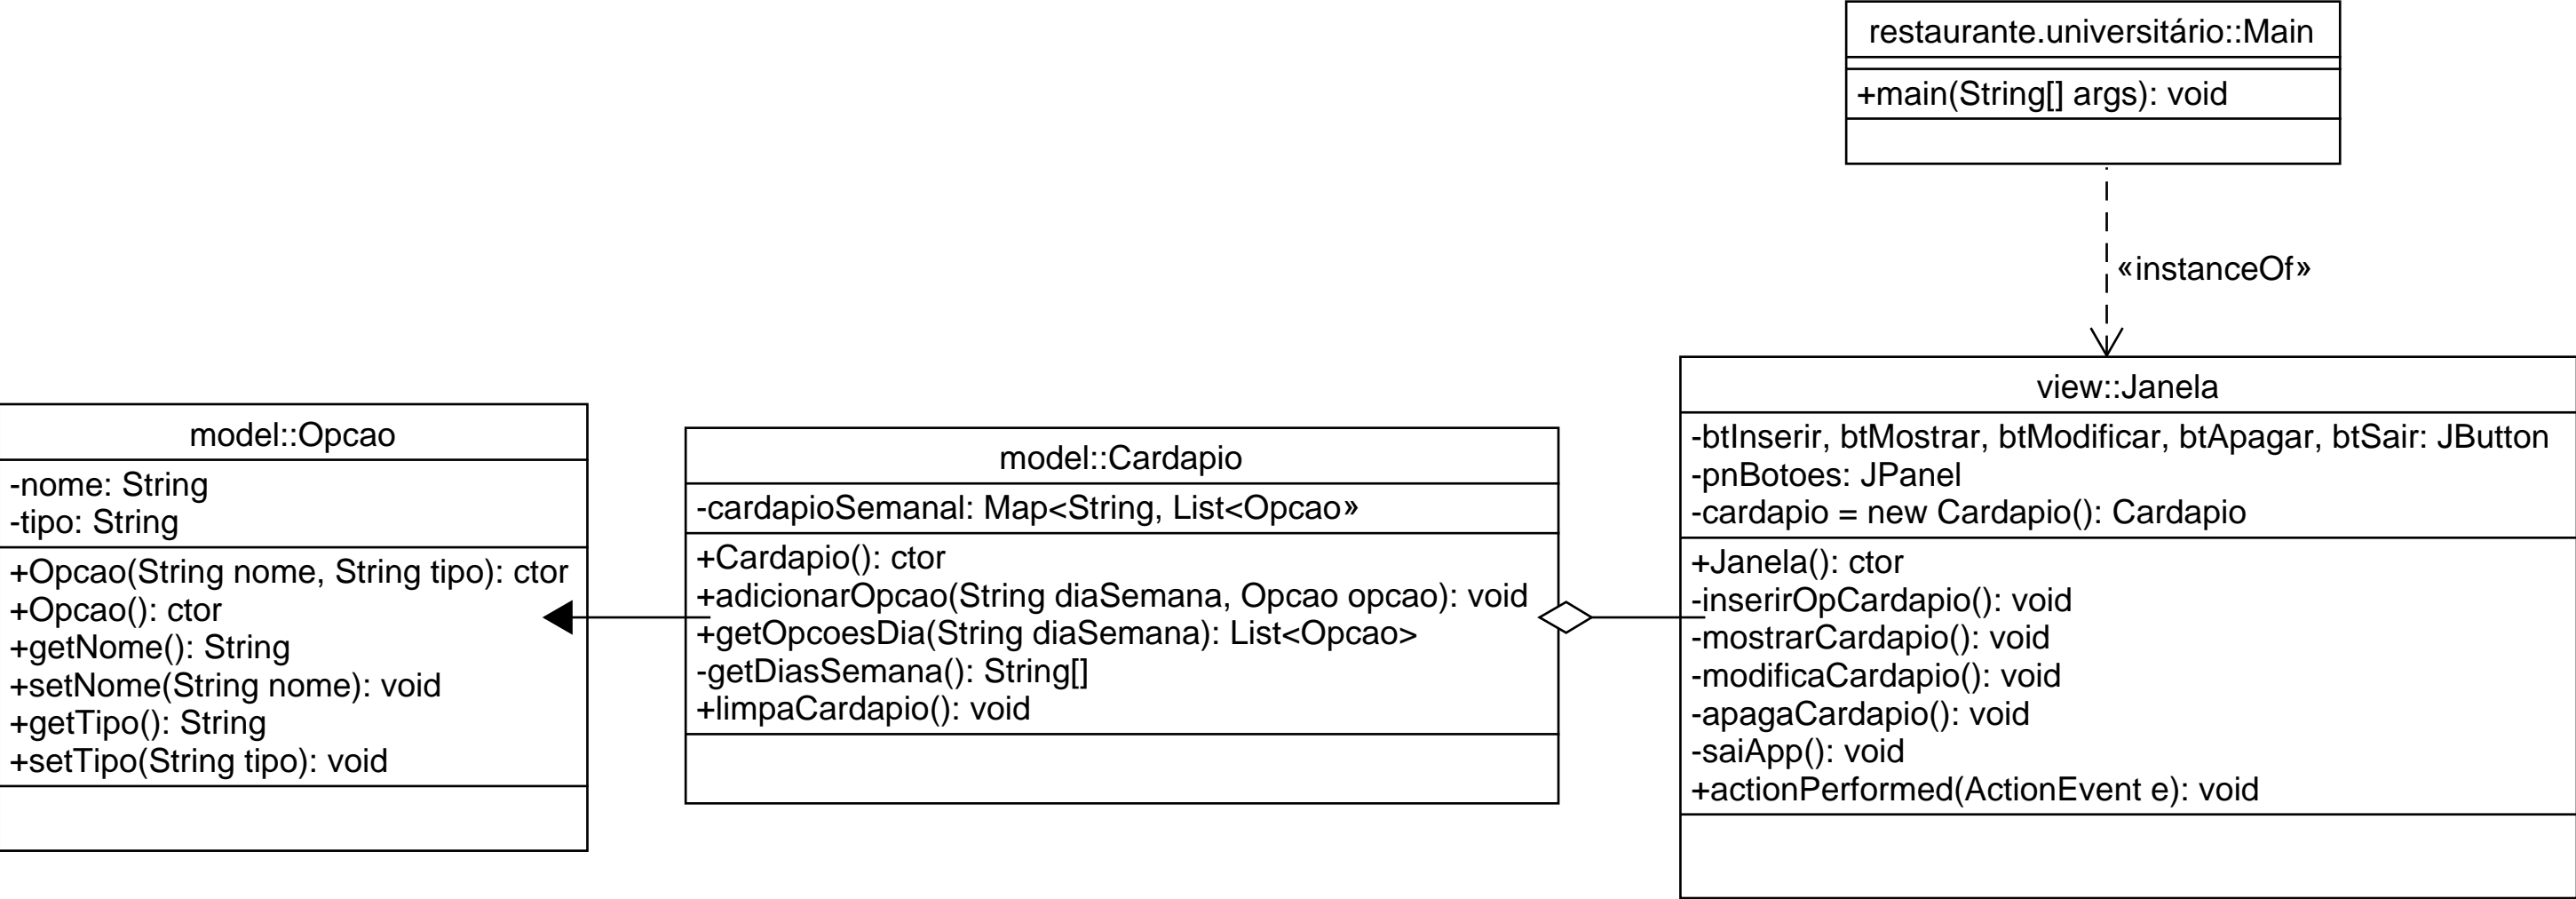 restaurante.universitário::Main
+main(String[] args): void
«instanceOf»
model::Opcao
-nome: String
-tipo: String
+Opcao(String nome, String tipo): ctor
+Opcao(): ctor
+getNome(): String
+setNome(String nome): void
+getTipo(): String
+setTipo(String tipo): void
model::Cardapio
-cardapioSemanal: Map<String, List<Opcao»
+Cardapio(): ctor
+adicionarOpcao(String diaSemana, Opcao opcao): void
+getOpcoesDia(String diaSemana): List<Opcao>
-getDiasSemana(): String[]
+limpaCardapio(): void
view::Janela
-btInserir, btMostrar, btModificar, btApagar, btSair: JButton
-pnBotoes: JPanel
-cardapio = new Cardapio(): Cardapio
+Janela(): ctor
-inserirOpCardapio(): void
-mostrarCardapio(): void
-modificaCardapio(): void
-apagaCardapio(): void
-saiApp(): void
+actionPerformed(ActionEvent e): void